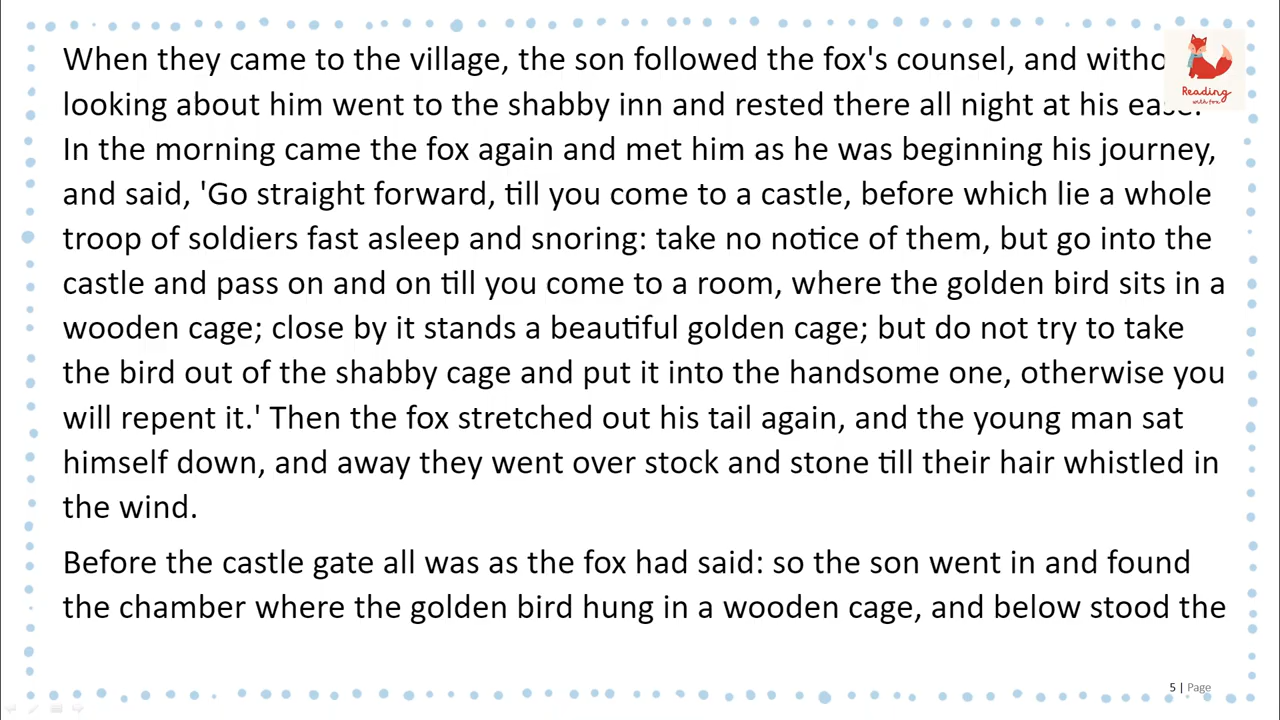 When they came to the village, the son followed the fox's counsel, and
looking about him went to the shabby inn and rested there all night at his ease.
In the morning came the fox again and met him as he was beginning his journey,
and said, 'Go straight forward, till you come to a castle, before which lie a whole
troop of soldiers fast asleep and snoring: take no notice of them, but go into the
castle and pass on and on till you come to a room, where the golden bird sits in a
wooden cage; close by it stands a beautiful golden cage; but do not try to take
the bird out of the shabby cage and put it into the handsome one, otherwise you
will repent it.' Then the fox stretched out his tail again, and the young man sat
himself down, and away they went over stock and stone till their hair whistled in
the wind.
Before the castle gate all was as the fox had said: so the son went in and found
the chamber where the golden bird hung in a wooden cage, and below stood the
Reading
with fox
5 | Page